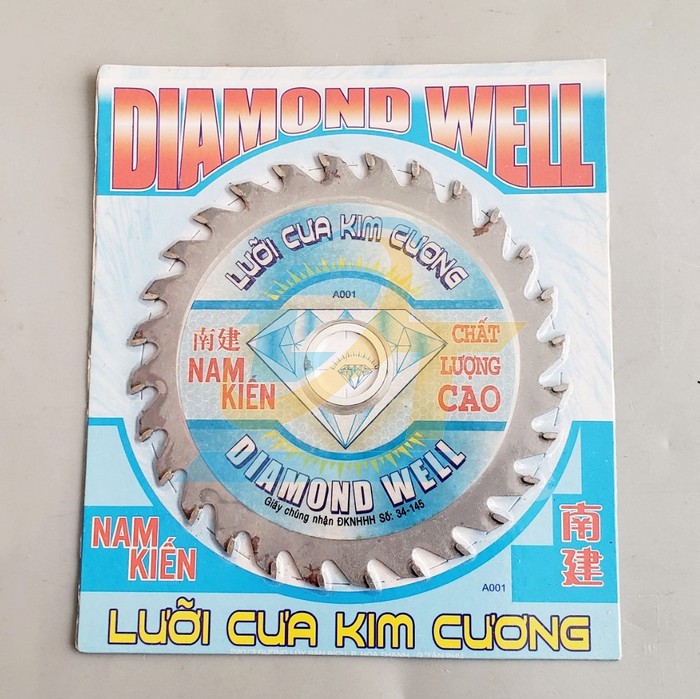 DIAMOND WELL
LƯỠI CƯA KIM CƯƠNG
A001
南建
NAM
KIẾN
CHẤT
LƯỢNG
CAO
DIAMOND WELL
Giấy chứng nhận ĐKNHHH Số: 34-145
NAM
KIẾN
南
建
A001
LƯỠI CƯA KIM CƯƠNG